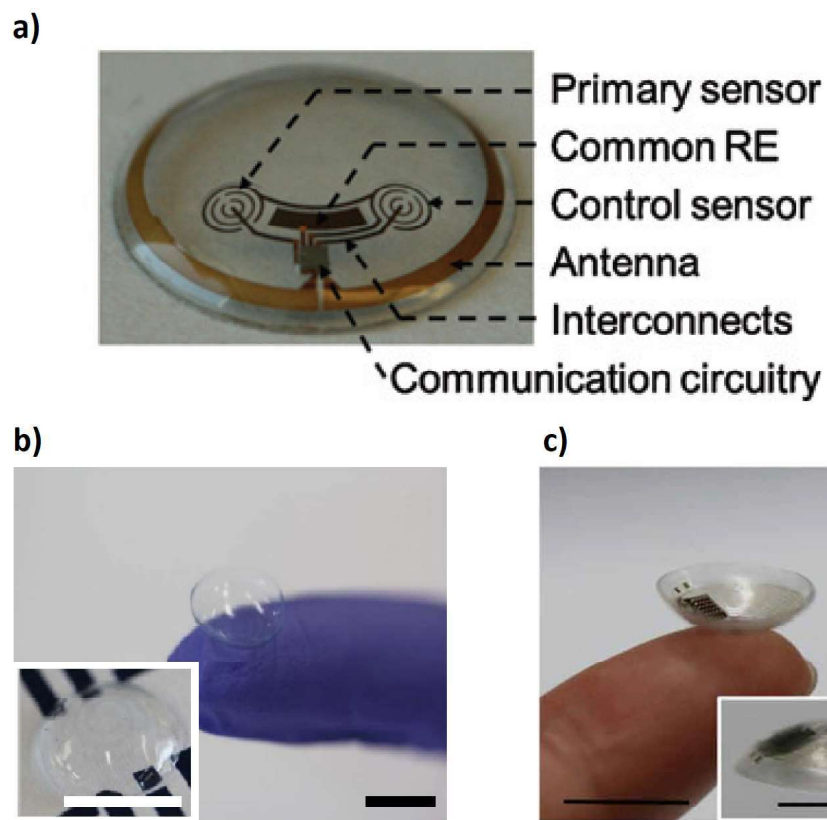 a)
Primary sensor
Common RE
Control sensor
Antenna
Interconnects
Communication circuitry
b)
c)